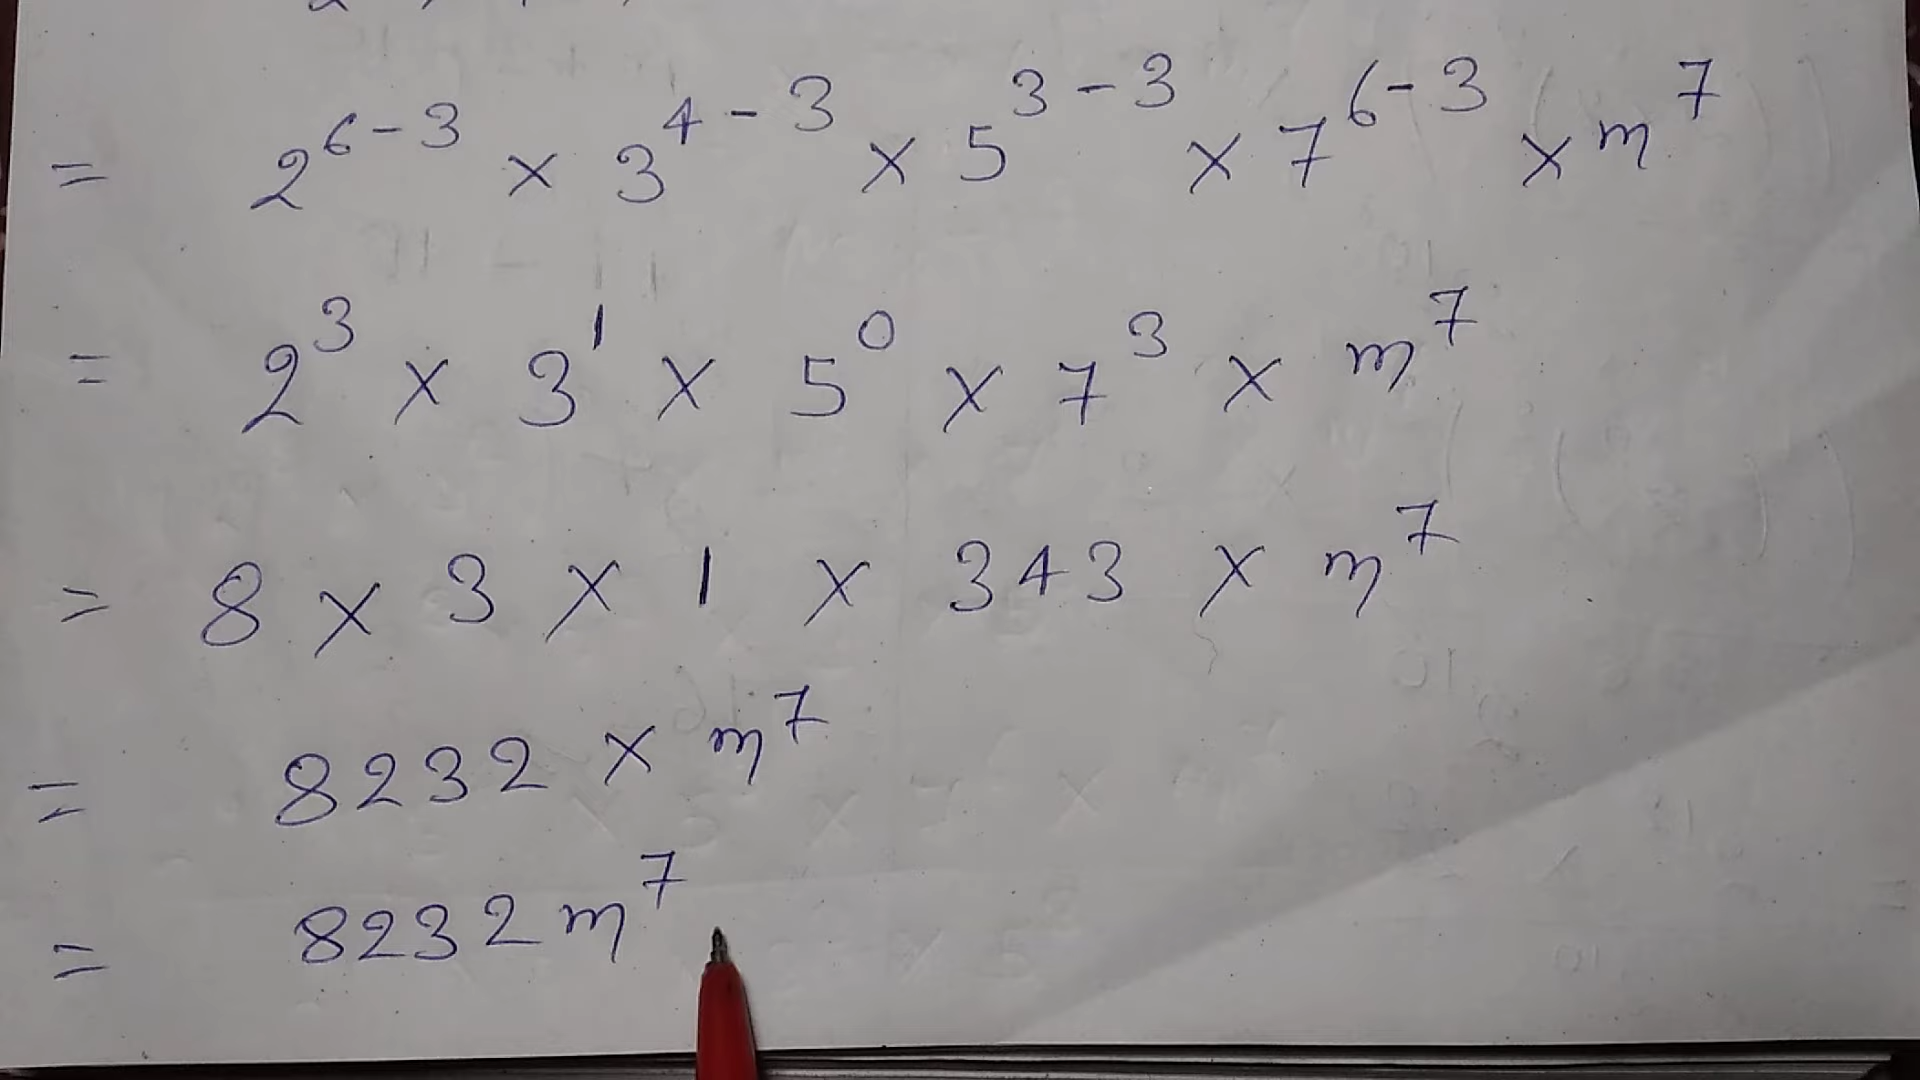 = 2^{6-3} × 3^{4-3} × 5^{3-3} × 7^{6-3} × m^7
= 2^3 × 3^1 × 5^0 × 7^3 × m^7
= 8 × 3 × 1 × 343 × m^7
= 8232 × m^7
= 8232 m^7